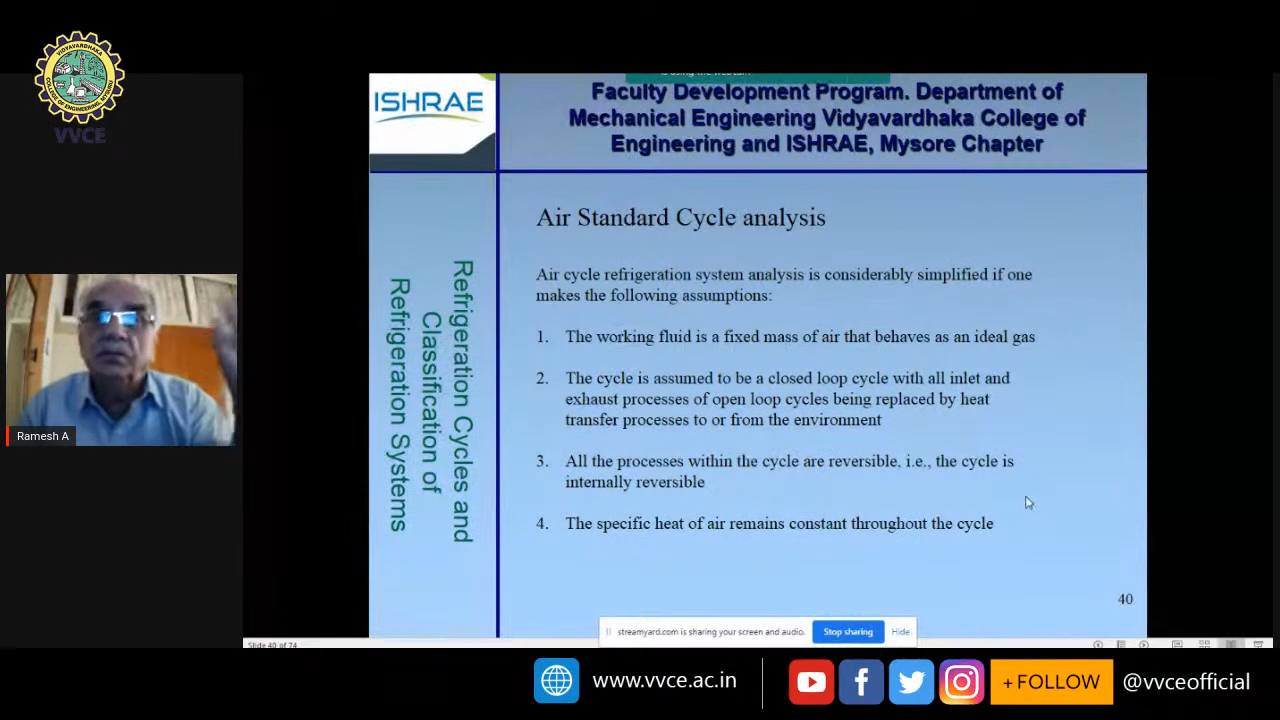 VVCE
ISHRAE
Faculty Development Program. Department of
Mechanical Engineering Vidyavardhaka College of
Engineering and ISHRAE, Mysore Chapter
Refrigeration Cycles and
Classification of
Refrigeration Systems
Air Standard Cycle analysis
Air cycle refrigeration system analysis is considerably simplified if one
makes the following assumptions:
1. The working fluid is a fixed mass of air that behaves as an ideal gas
2. The cycle is assumed to be a closed loop cycle with all inlet and
exhaust processes of open loop cycles being replaced by heat
transfer processes to or from the environment
3. All the processes within the cycle are reversible, i.e., the cycle is
internally reversible
4. The specific heat of air remains constant throughout the cycle
40
Ramesh A
streamyard.com is sharing your screen and audio.
Stop sharing
Hide
Slide 40 of 74
www.vvce.ac.in
+ FOLLOW
@vvceofficial